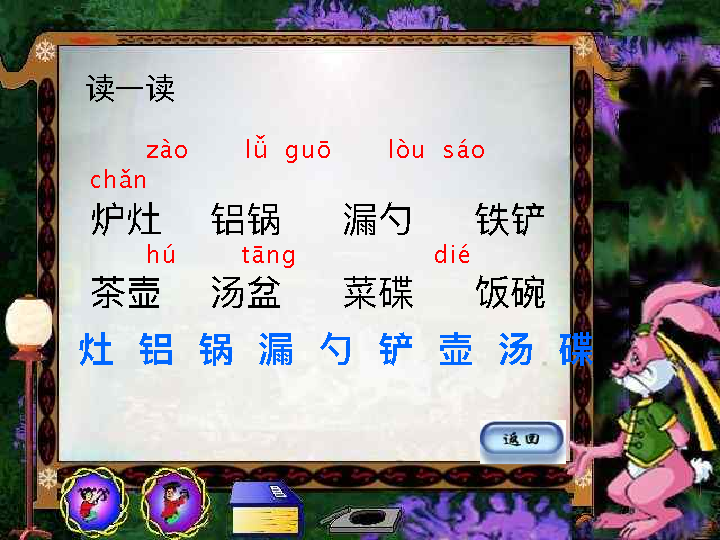 读一读
zào lǚ guō lòu sáo
chǎn
炉灶 铝锅 漏勺 铁铲
hú tāng dié
茶壶 汤盆 菜碟 饭碗
灶 铝 锅 漏 勺 铲 壶 汤 碟
返回